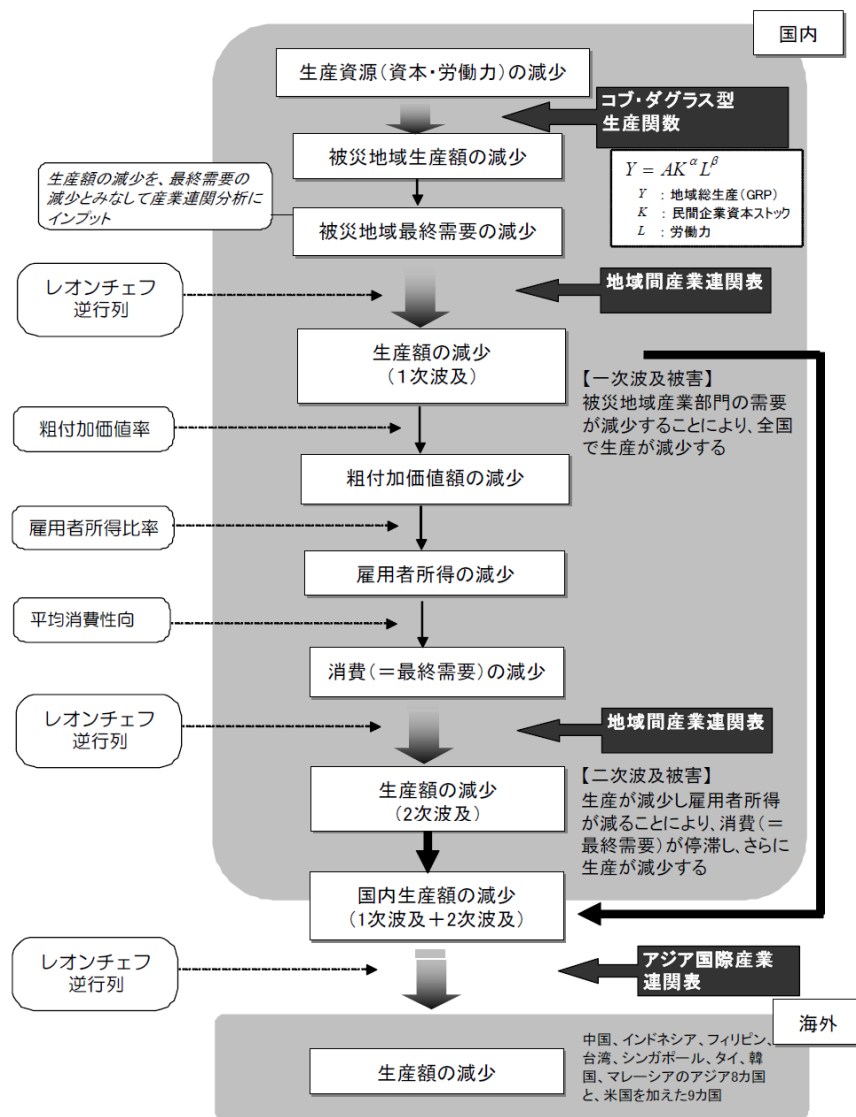 国内
生産資源（資本・労働力）の減少
コブ・ダグラス型
生産関数
被災地域生産額の減少
Y = AK^α L^β
Y ：地域総生産（GRP）
K ：民間企業資本ストック
L ：労働力
生産額の減少を、最終需要の
減少とみなして産業連関分析に
インプット
被災地域最終需要の減少
レオンチェフ
逆行列
地域間産業連関表
生産額の減少
（１次波及）
【一次波及被害】
被災地域産業部門の需要
が減少することにより、全国
で生産が減少する
粗付加価値率
粗付加価値額の減少
雇用者所得比率
雇用者所得の減少
平均消費性向
消費（＝最終需要）の減少
レオンチェフ
逆行列
地域間産業連関表
生産額の減少
（2次波及）
【二次波及被害】
生産が減少し雇用者所得
が減ることにより、消費（＝
最終需要）が停滞し、さらに
生産が減少する
国内生産額の減少
（1次波及＋2次波及）
レオンチェフ
逆行列
アジア国際産業
連関表
海外
生産額の減少
中国、インドネシア、フィリピン、
台湾、シンガポール、タイ、韓
国、マレーシアのアジア8カ国
と、米国を加えた9カ国